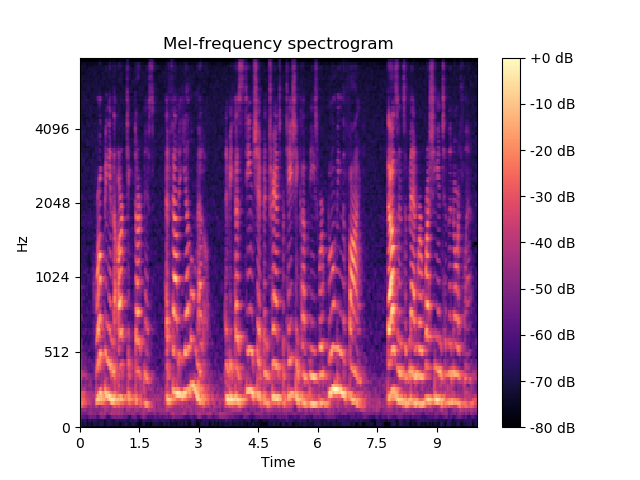 Mel-frequency spectrogram
+0 dB
4096
-10 dB
-20 dB
2048
-30 dB
Hz
-40 dB
1024
-50 dB
512
-60 dB
-70 dB
0
-80 dB
0 1.5 3 4.5 6 7.5 9
Time